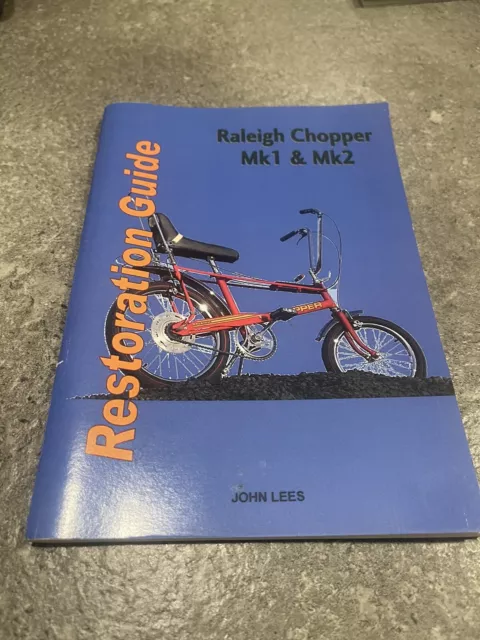 Raleigh Chopper
Mk1 & Mk2
Restoration Guide
JOHN LEES